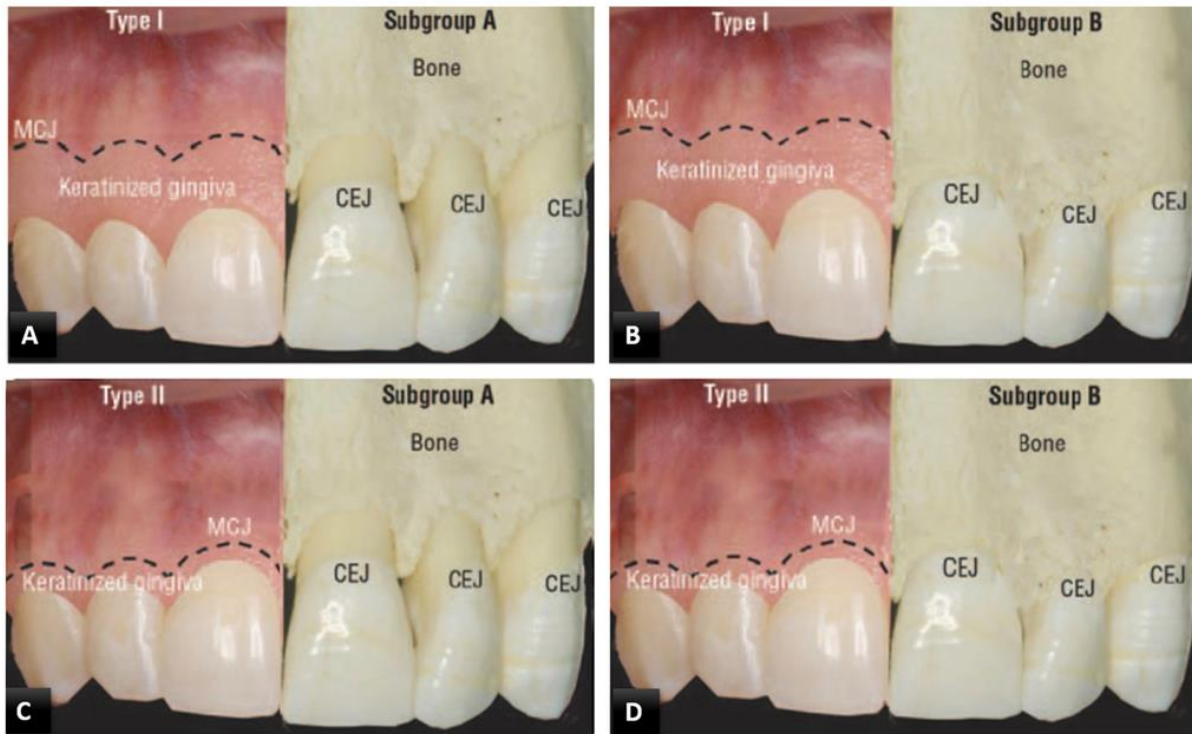 Type I
Subgroup A
Bone
MCJ
Keratinized gingiva
CEJ
CEJ
CEJ
A
Type I
Subgroup B
Bone
MCJ
Keratinized gingiva
CEJ
CEJ
CEJ
B
Type II
Subgroup A
Bone
MCJ
Keratinized gingiva
CEJ
CEJ
CEJ
C
Type II
Subgroup B
Bone
MCJ
Keratinized gingiva
CEJ
CEJ
CEJ
D